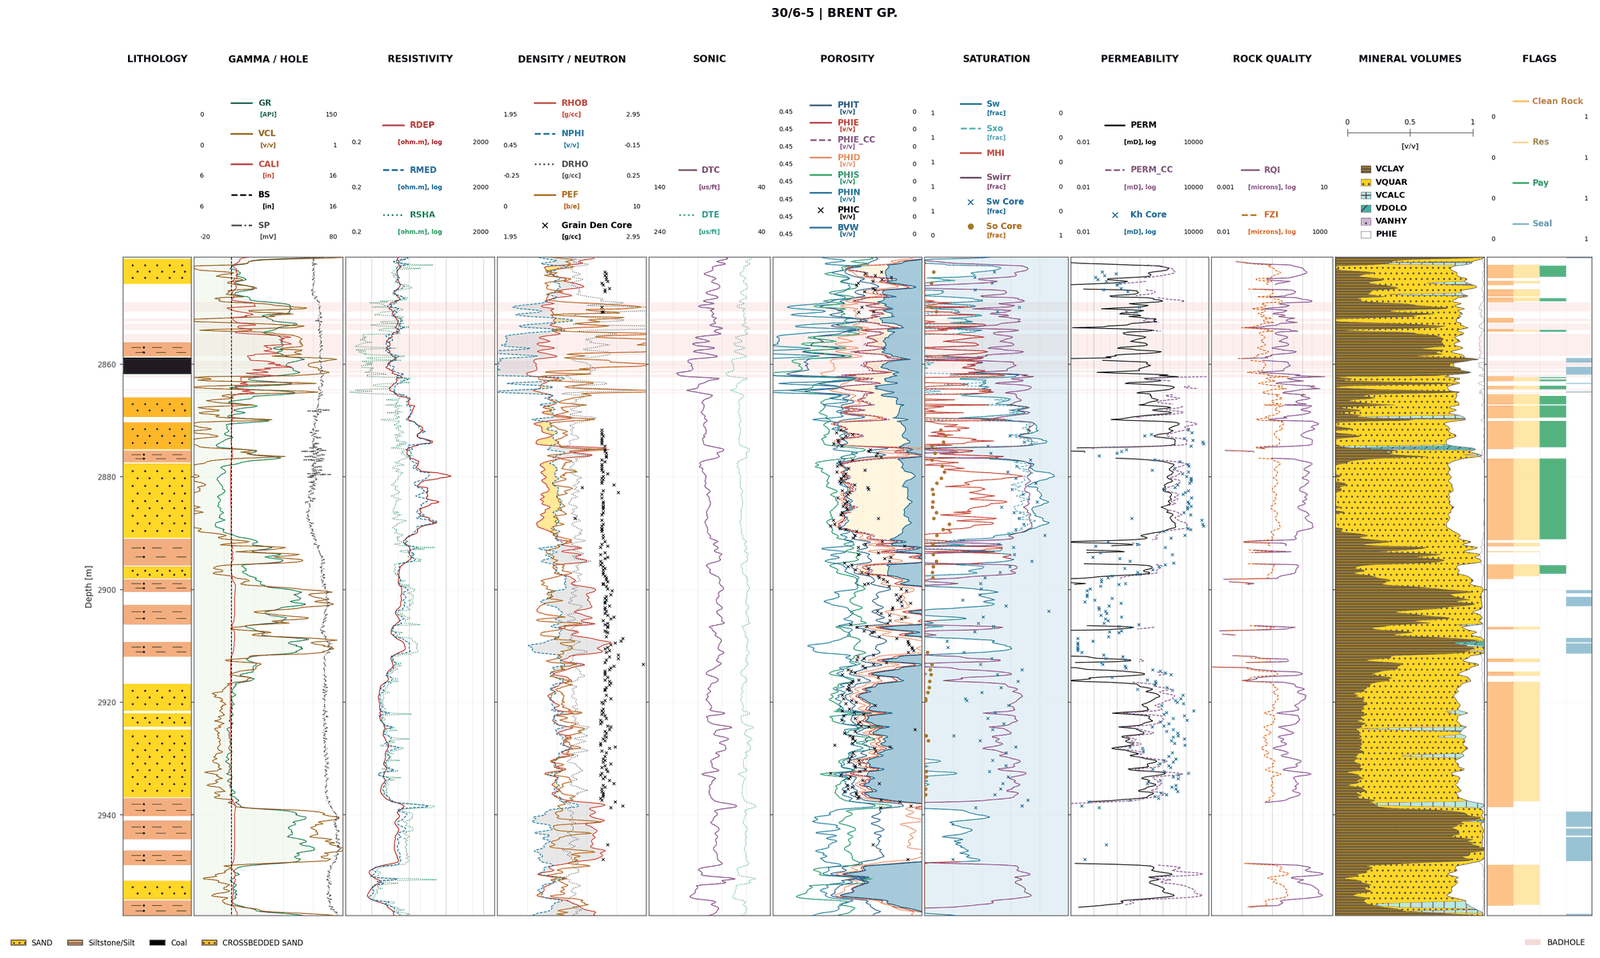 30/6-5 | BRENT GP.
LITHOLOGY GAMMA / HOLE RESISTIVITY DENSITY / NEUTRON SONIC POROSITY SATURATION PERMEABILITY ROCK QUALITY MINERAL VOLUMES FLAGS
GR
0 [API] 150
VCL
0 [v/v] 1
CALI
6 [in] 16
BS
6 [in] 16
SP
-20 [mV] 80
RDEP
0.2 [ohm.m], log 2000
RMED
0.2 [ohm.m], log 2000
RSHA
0.2 [ohm.m], log 2000
RHOB
1.95 [g/cc] 2.95
NPHI
0.45 [v/v] -0.15
DRHO
-0.25 [g/cc] 0.25
PEF
0 [b/e] 10
Grain Den Core
1.95 [g/cc] 2.95
DTC
140 [us/ft] 40
DTE
240 [us/ft] 40
PHIT
0.45 [v/v] 0
PHIE
0.45 [v/v] 0
PHIE_CC
0.45 [v/v] 0
PHID
0.45 [v/v] 0
PHIS
0.45 [v/v] 0
PHIN
0.45 [v/v] 0
PHIC
0.45 [v/v] 0
BVW
0.45 [v/v] 0
Sw
1 [frac] 0
Sxo
1 [frac] 0
MHI
1 0
Swirr
1 [frac] 0
Sw Core
1 [frac] 0
So Core
0 [frac] 1
PERM
0.01 [mD], log 10000
PERM_CC
0.01 [mD], log 10000
Kh Core
0.01 [mD], log 10000
RQI
0.001 [microns], log 10
FZI
0.01 [microns], log 1000
0 0.5 1
[v/v]
VCLAY
VQUAR
VCALC
VDOLO
VANHY
PHIE
Clean Rock
0 1
Res
0 1
Pay
0 1
Seal
0 1
Depth [m]
2860
2880
2900
2920
2940
SAND Siltstone/Silt Coal CROSSBEDDED SAND BADHOLE